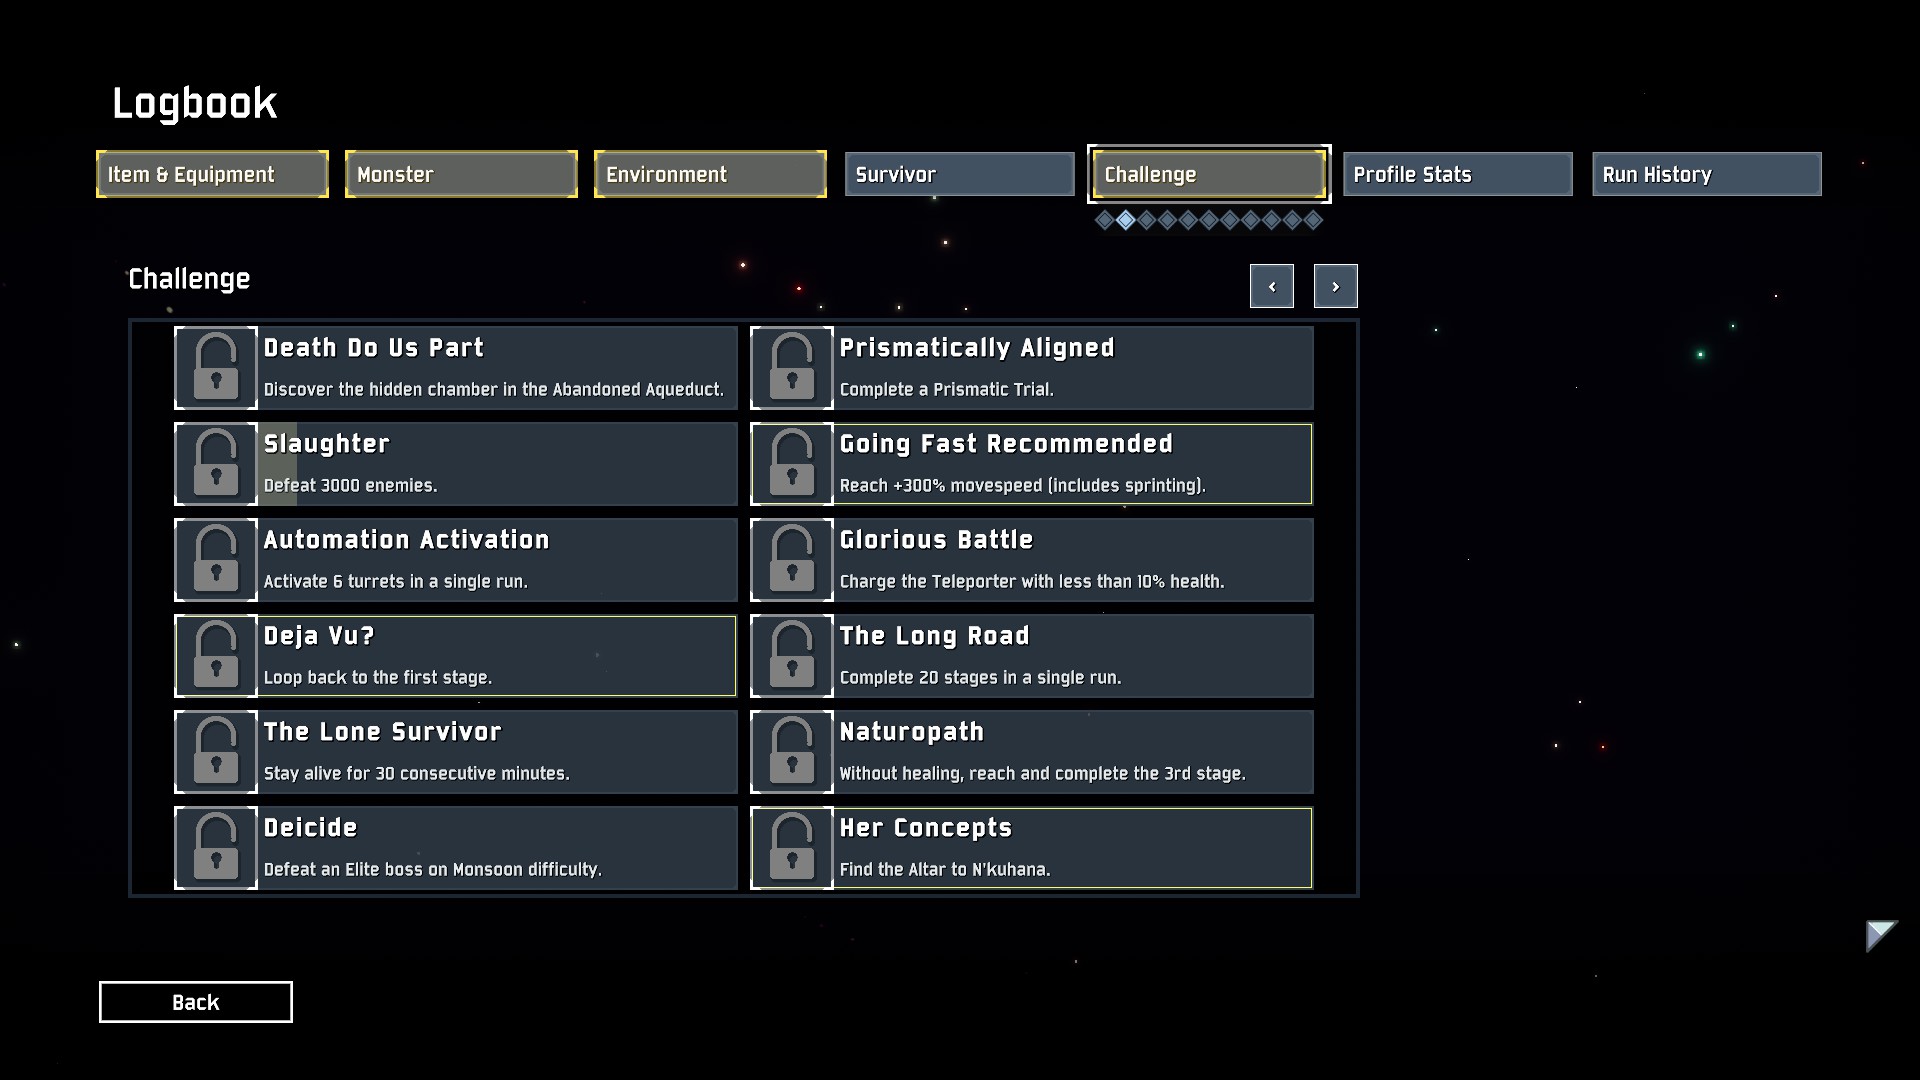 Logbook
Item & Equipment
Monster
Environment
Survivor
Challenge
Profile Stats
Run History
Challenge
Death Do Us Part
Discover the hidden chamber in the Abandoned Aqueduct.
Prismatically Aligned
Complete a Prismatic Trial.
Slaughter
Defeat 3000 enemies.
Going Fast Recommended
Reach +300% movespeed (includes sprinting).
Automation Activation
Activate 6 turrets in a single run.
Glorious Battle
Charge the Teleporter with less than 10% health.
Deja Vu?
Loop back to the first stage.
The Long Road
Complete 20 stages in a single run.
The Lone Survivor
Stay alive for 30 consecutive minutes.
Naturopath
Without healing, reach and complete the 3rd stage.
Deicide
Defeat an Elite boss on Monsoon difficulty.
Her Concepts
Find the Altar to N'kuhana.
Back